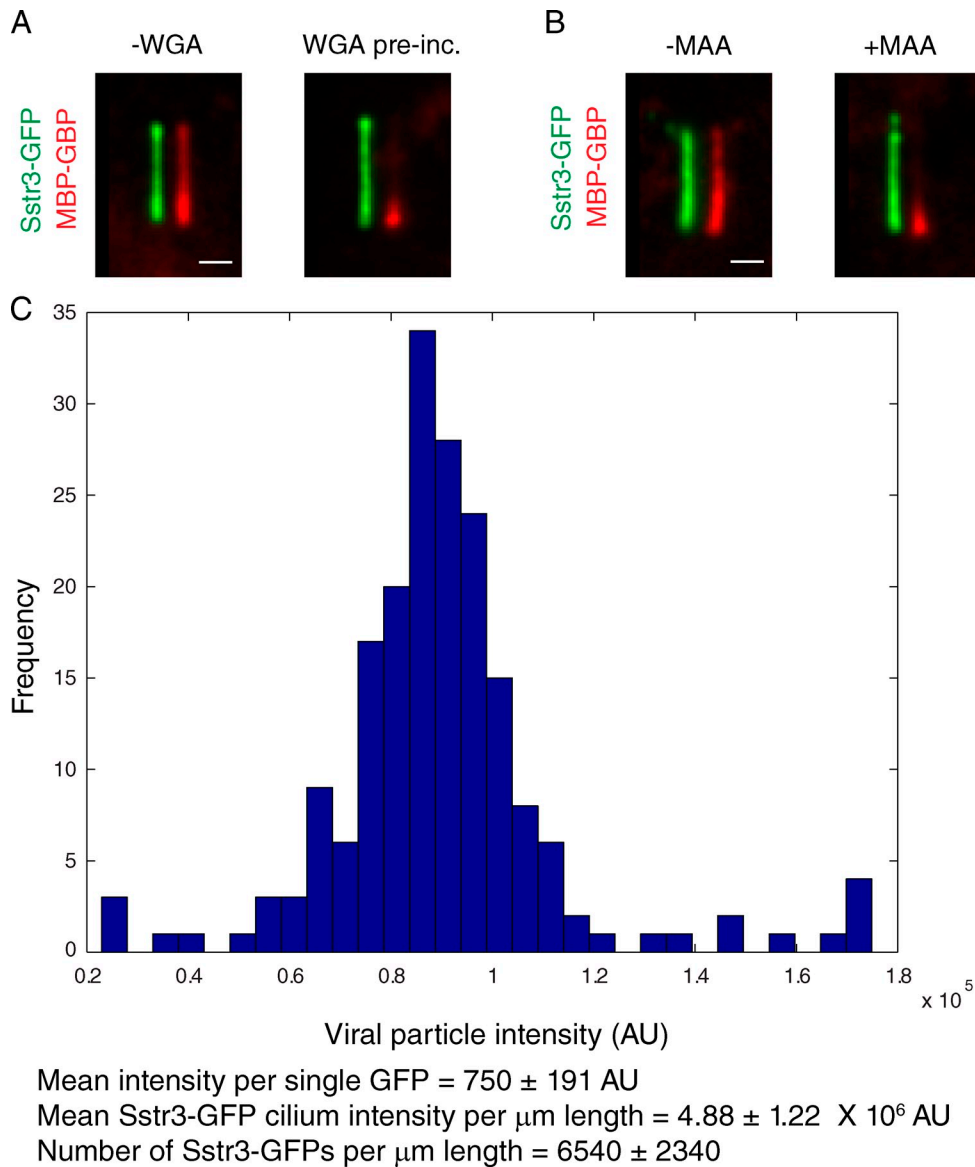 A
-WGA
WGA pre-inc.
Sstr3-GFP
MBP-GBP
B
-MAA
+MAA
Sstr3-GFP
MBP-GBP
C
35
30
25
20
15
10
5
0
Frequency
0.2
0.4
0.6
0.8
1
1.2
1.4
1.6
1.8
x 10⁵
Viral particle intensity (AU)
Mean intensity per single GFP = 750 ± 191 AU
Mean Sstr3-GFP cilium intensity per μm length = 4.88 ± 1.22 X 10⁶ AU
Number of Sstr3-GFPs per μm length = 6540 ± 2340